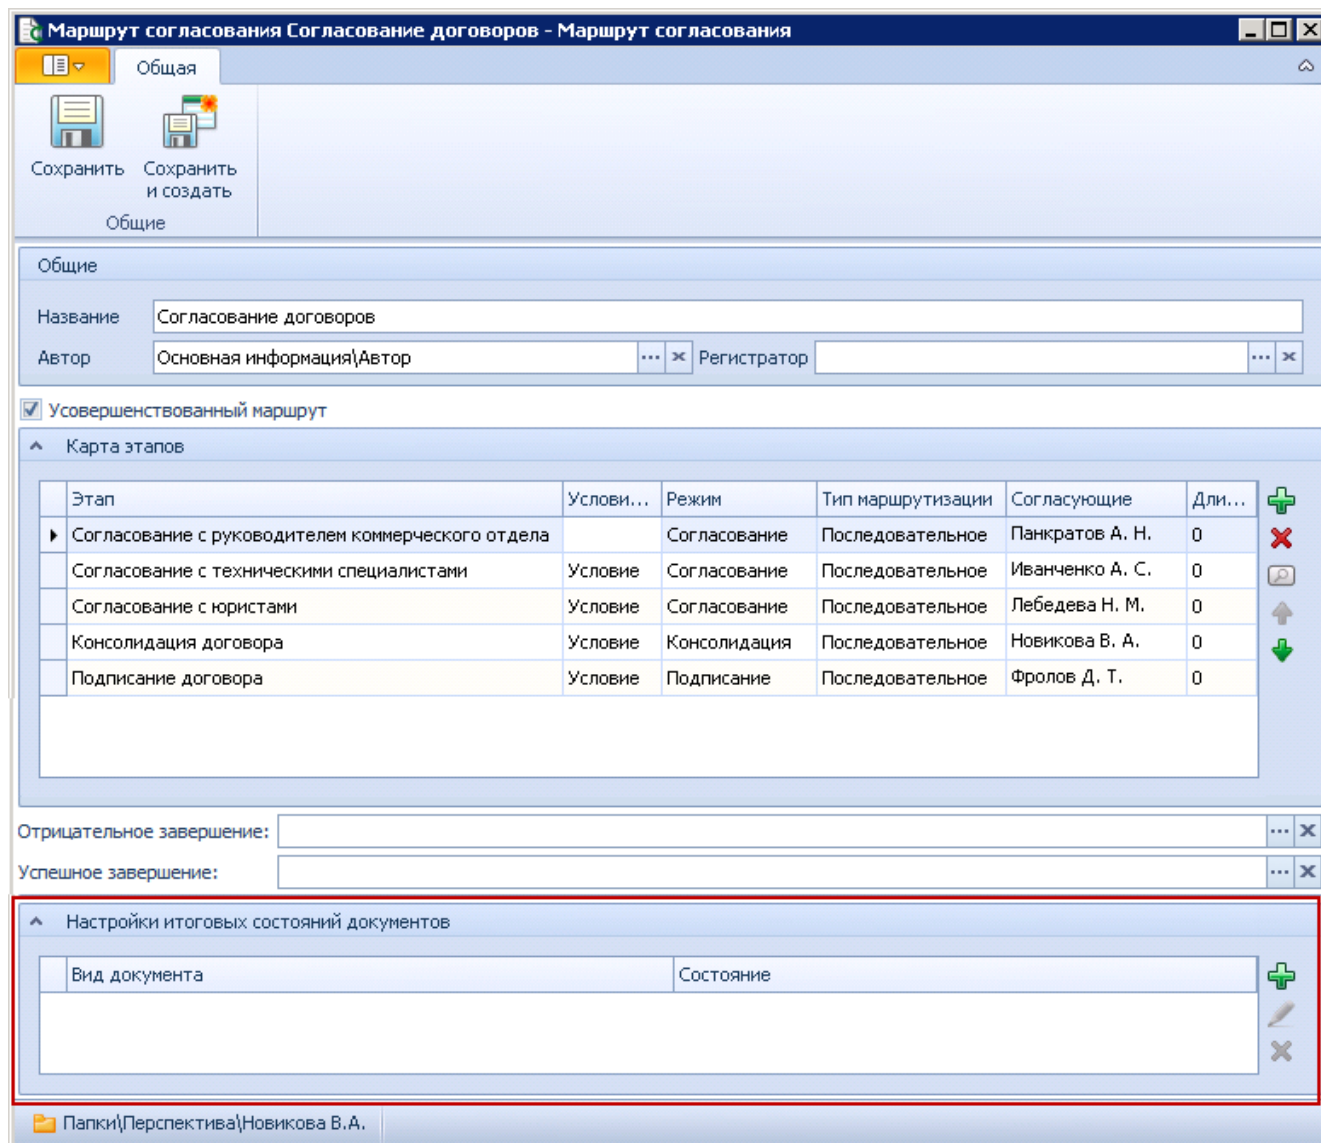 Маршрут согласования Согласование договоров - Маршрут согласования
Общая
Сохранить Сохранить и создать
Общие
Общие
Название Согласование договоров
Автор Основная информация\Автор ... Регистратор ...
Усовершенствованный маршрут
Карта этапов
Этап Услови... Режим Тип маршрутизации Согласующие Дли...
Согласование с руководителем коммерческого отдела Согласование Последовательное Панкратов А. Н. 0
Согласование с техническими специалистами Условие Согласование Последовательное Иванченко А. С. 0
Согласование с юристами Условие Согласование Последовательное Лебедева Н. М. 0
Консолидация договора Условие Консолидация Последовательное Новикова В. А. 0
Подписание договора Условие Подписание Последовательное Фролов Д. Т. 0
Отрицательное завершение: ...
Успешное завершение: ...
Настройки итоговых состояний документов
Вид документа Состояние
Папки\Перспектива\Новикова В.А.